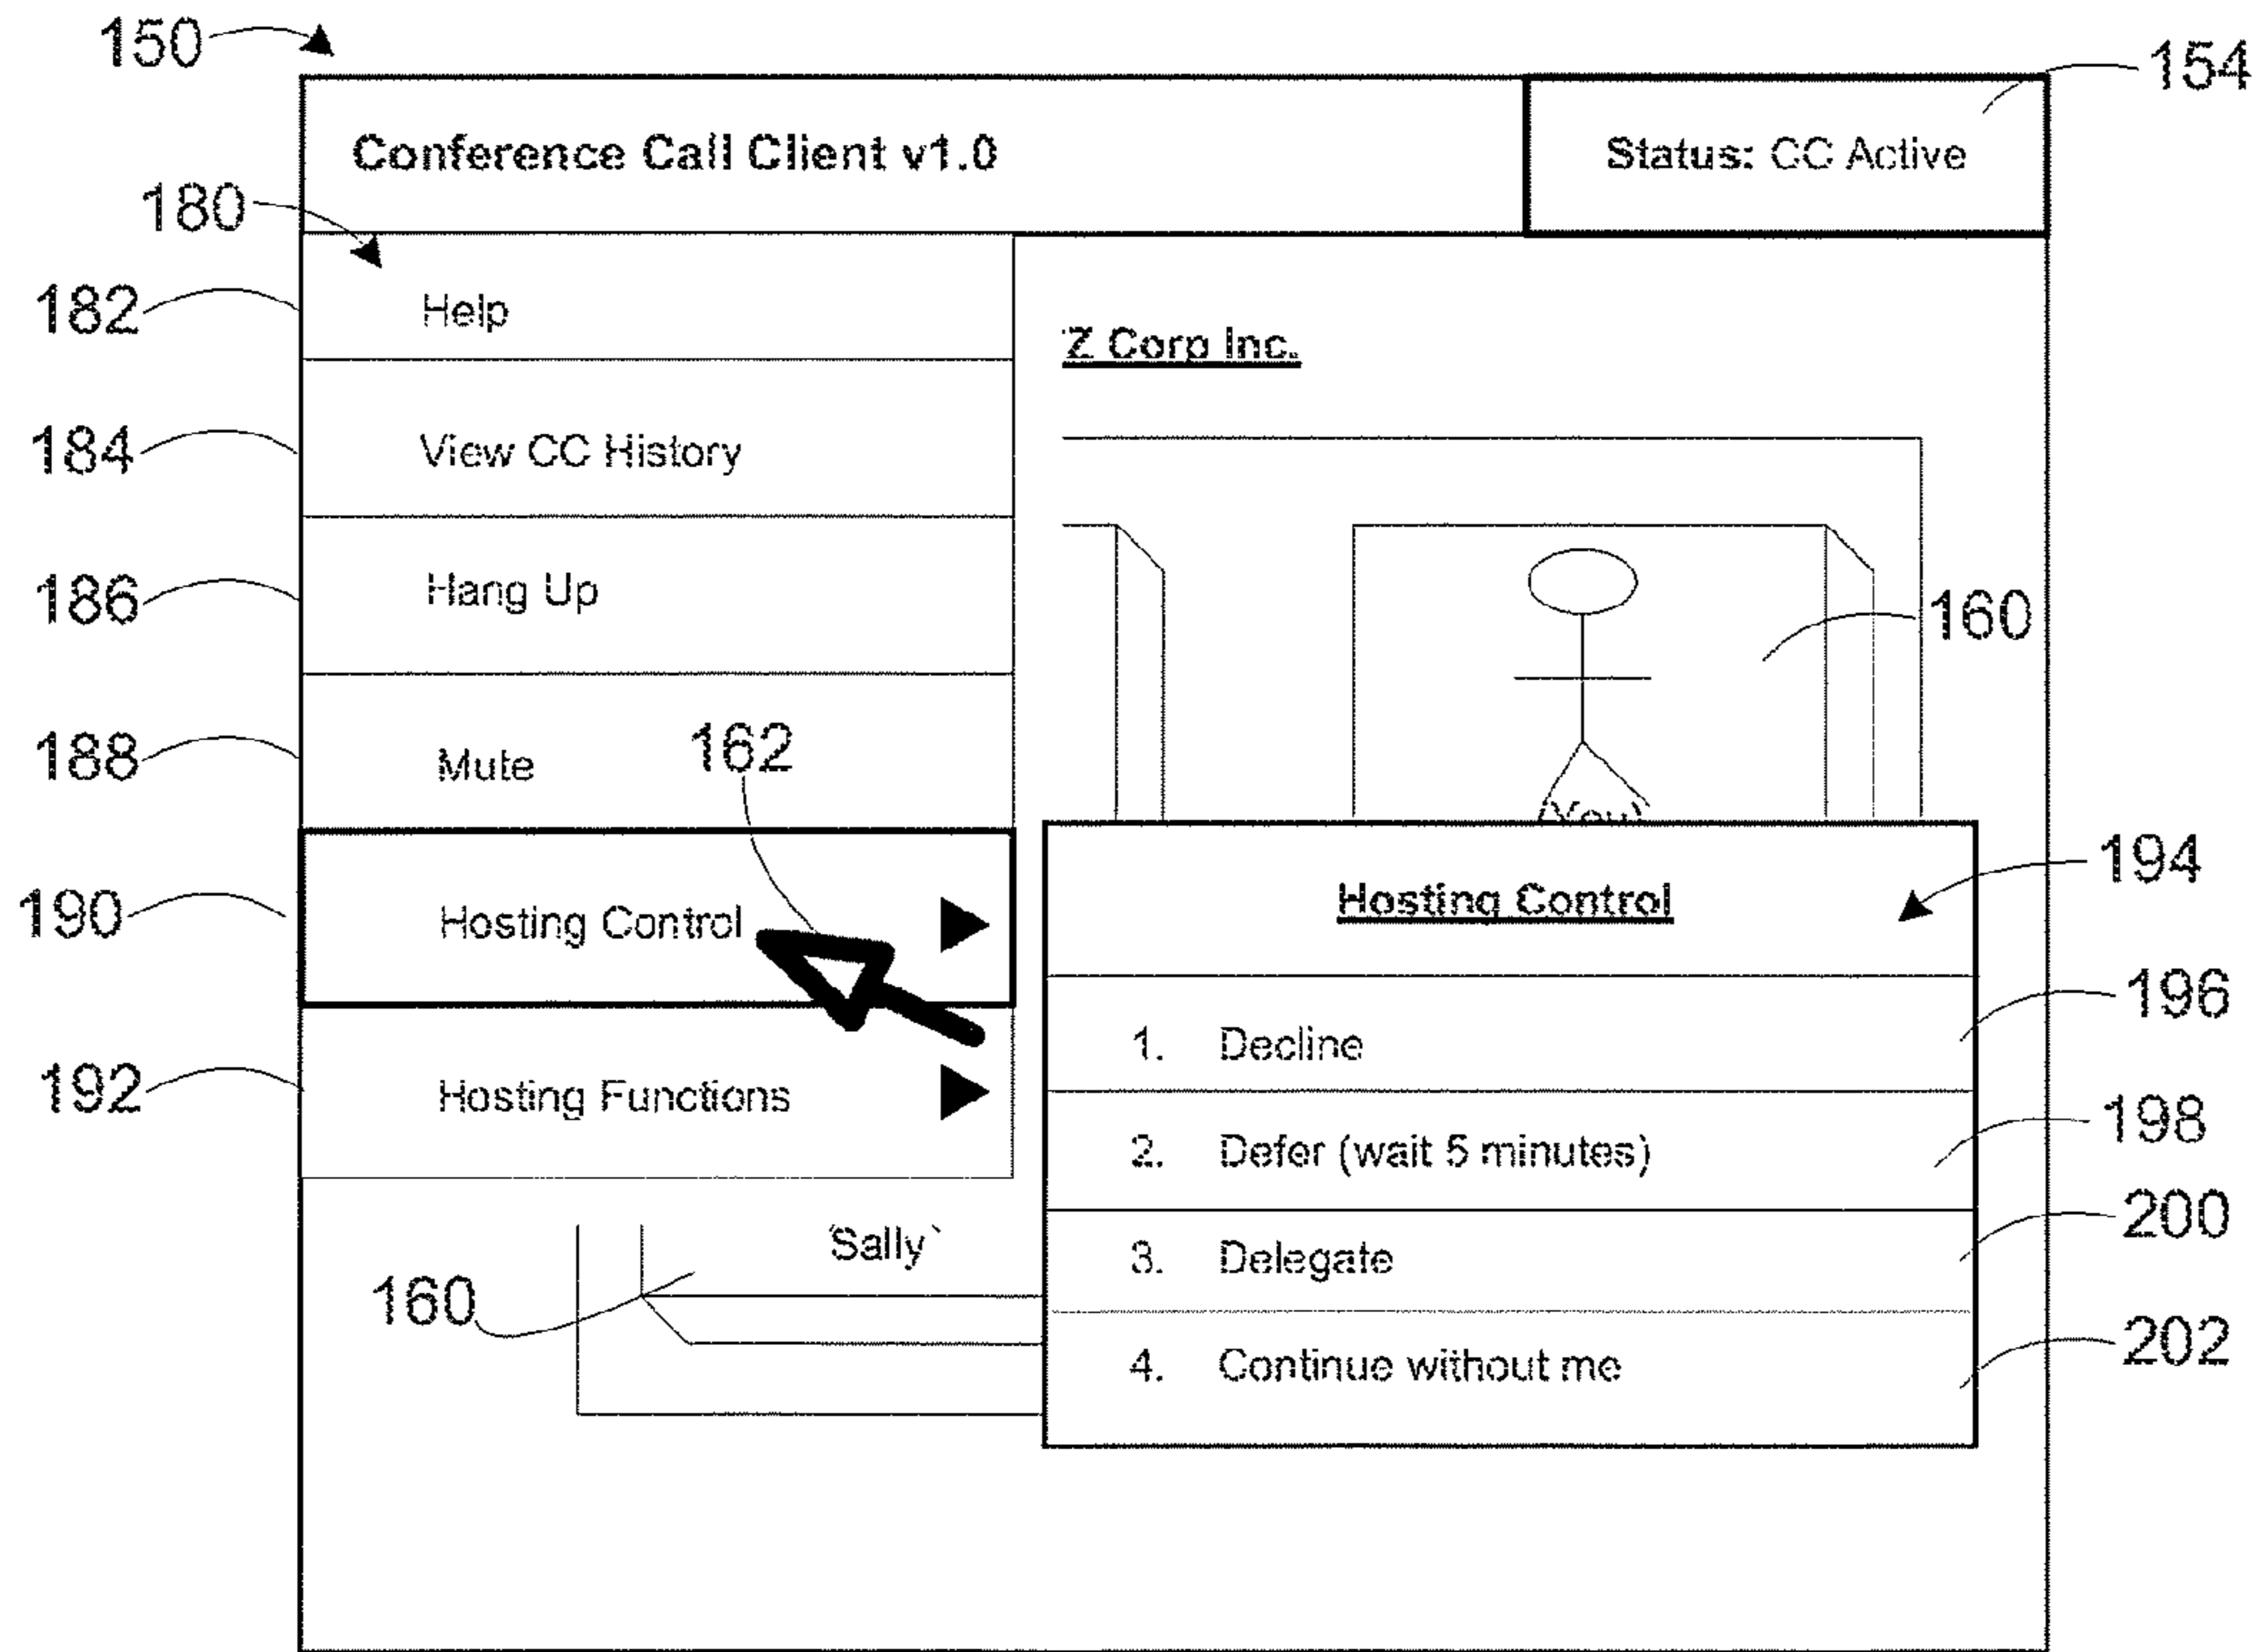 150
154
Conference Call Client v1.0
Status: CC Active
180
182
Help
Z Corp Inc.
184
View CC History
186
Hang Up
160
188
Mute
162
(You)
190
Hosting Control
Hosting Control
194
196
1. Decline
192
Hosting Functions
2. Defer (wait 5 minutes)
198
200
Sally
3. Delegate
160
4. Continue without me
202